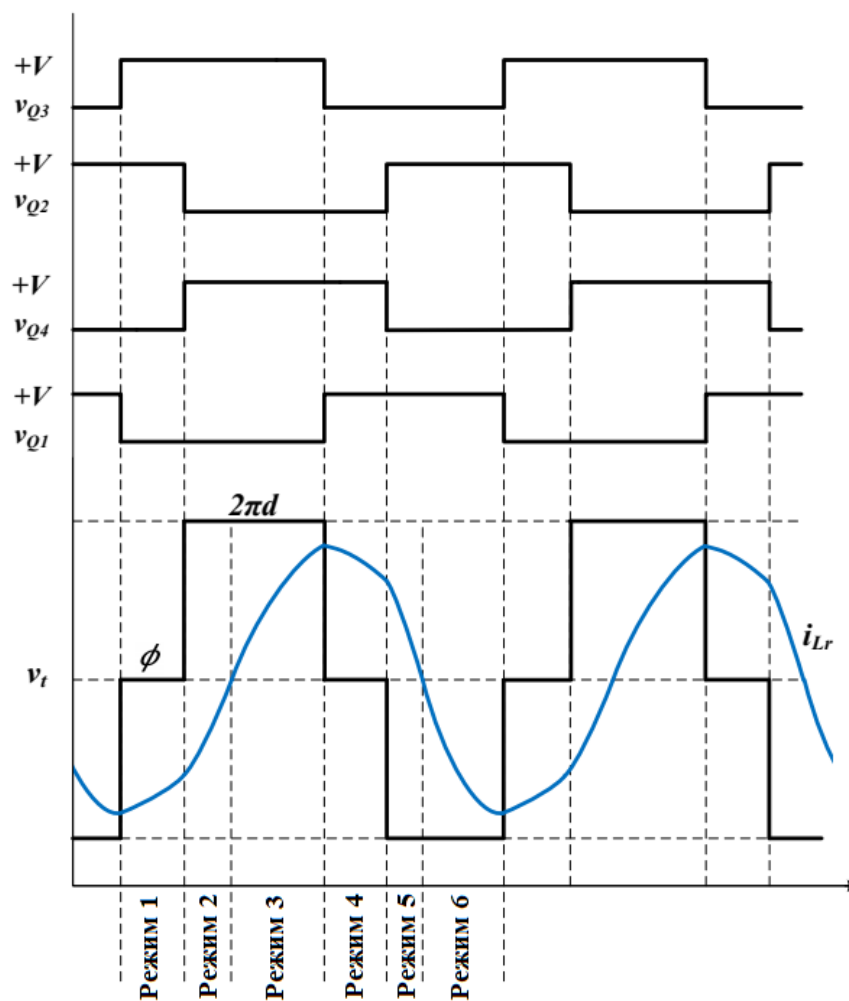 +V
vQ3
+V
vQ2
+V
vQ4
+V
vQ1
2πd
ϕ
vt
iLr
Режим 1
Режим 2
Режим 3
Режим 4
Режим 5
Режим 6